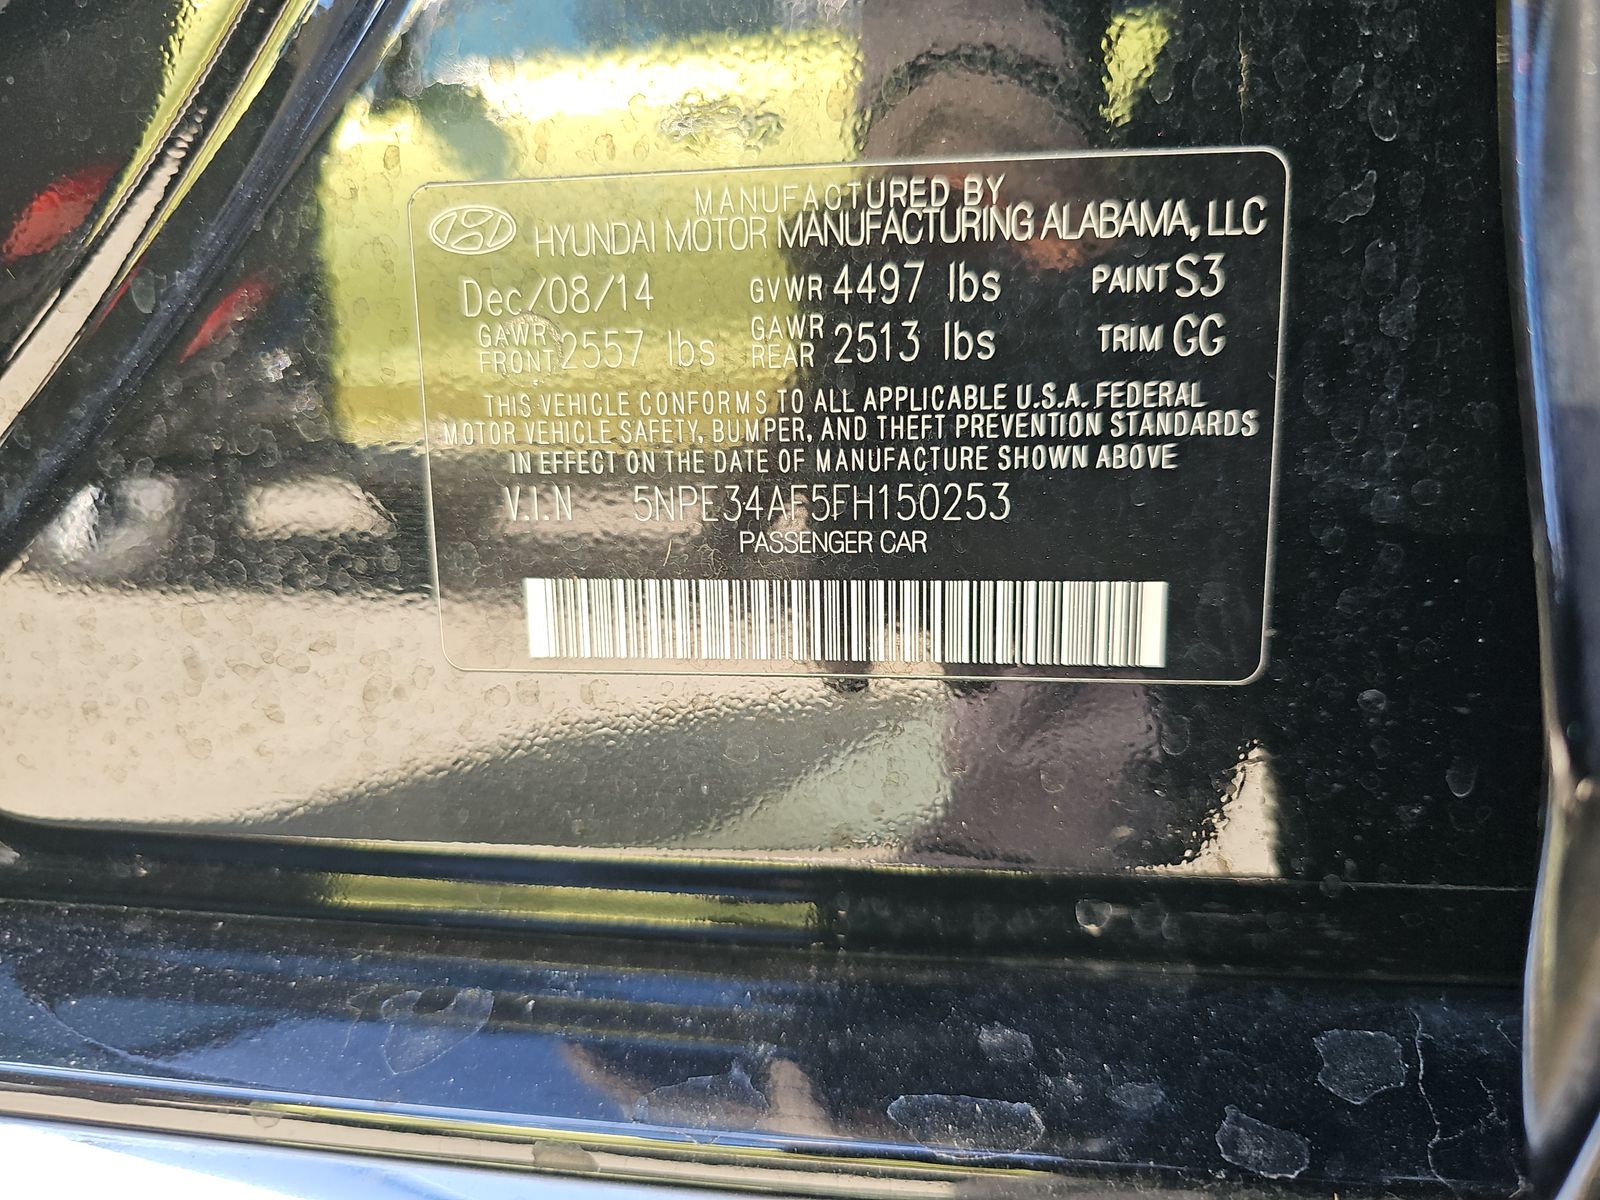 MANUFACTURED BY
HYUNDAI MOTOR MANUFACTURING ALABAMA, LLC
Dec/08/14 GVWR 4497 lbs PAINT S3
GAWR FRONT 2557 lbs GAWR REAR 2513 lbs TRIM GG
THIS VEHICLE CONFORMS TO ALL APPLICABLE U.S.A. FEDERAL
MOTOR VEHICLE SAFETY, BUMPER, AND THEFT PREVENTION STANDARDS
IN EFFECT ON THE DATE OF MANUFACTURE SHOWN ABOVE
V.I.N 5NPE34AF5FH150253
PASSENGER CAR